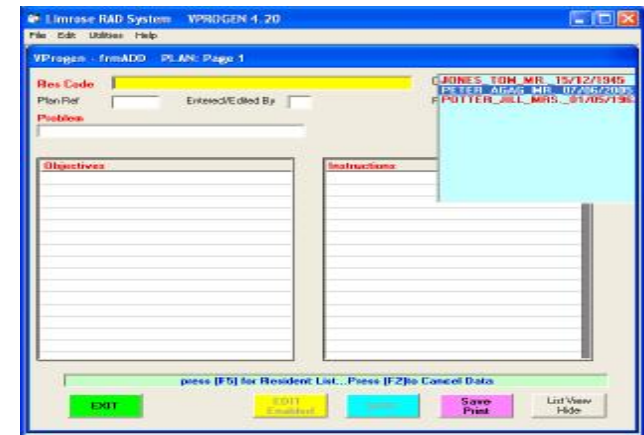 Limrose RAD System VPROGEN 4.20
File Edit Utilities Help
VProgen - frmADD PLAN: Page 1
Res Code
JONES_TOM_MR._15/12/1945
PETER_AGAG_MR._07/06/2005
POTTER_JILL_MRS._01/05/196
Plan Ref Entered/Edited By
Problem
Objectives Instructions
press [F5] for Resident List...Press [F2]to Cancel Data
EXIT EDIT Enabled Save Print List View Hide